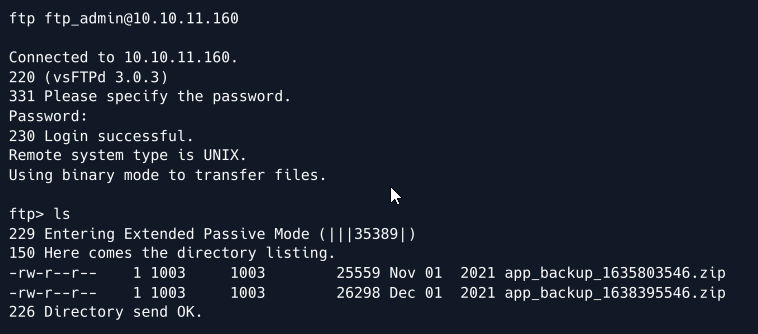 ftp ftp_admin@10.10.11.160
Connected to 10.10.11.160.
220 (vsFTPd 3.0.3)
331 Please specify the password.
Password:
230 Login successful.
Remote system type is UNIX.
Using binary mode to transfer files.
ftp> ls
229 Entering Extended Passive Mode (|||35389|)
150 Here comes the directory listing.
-rw-r--r--    1 1003     1003        25559 Nov 01  2021 app_backup_1635803546.zip
-rw-r--r--    1 1003     1003        26298 Dec 01  2021 app_backup_1638395546.zip
226 Directory send OK.